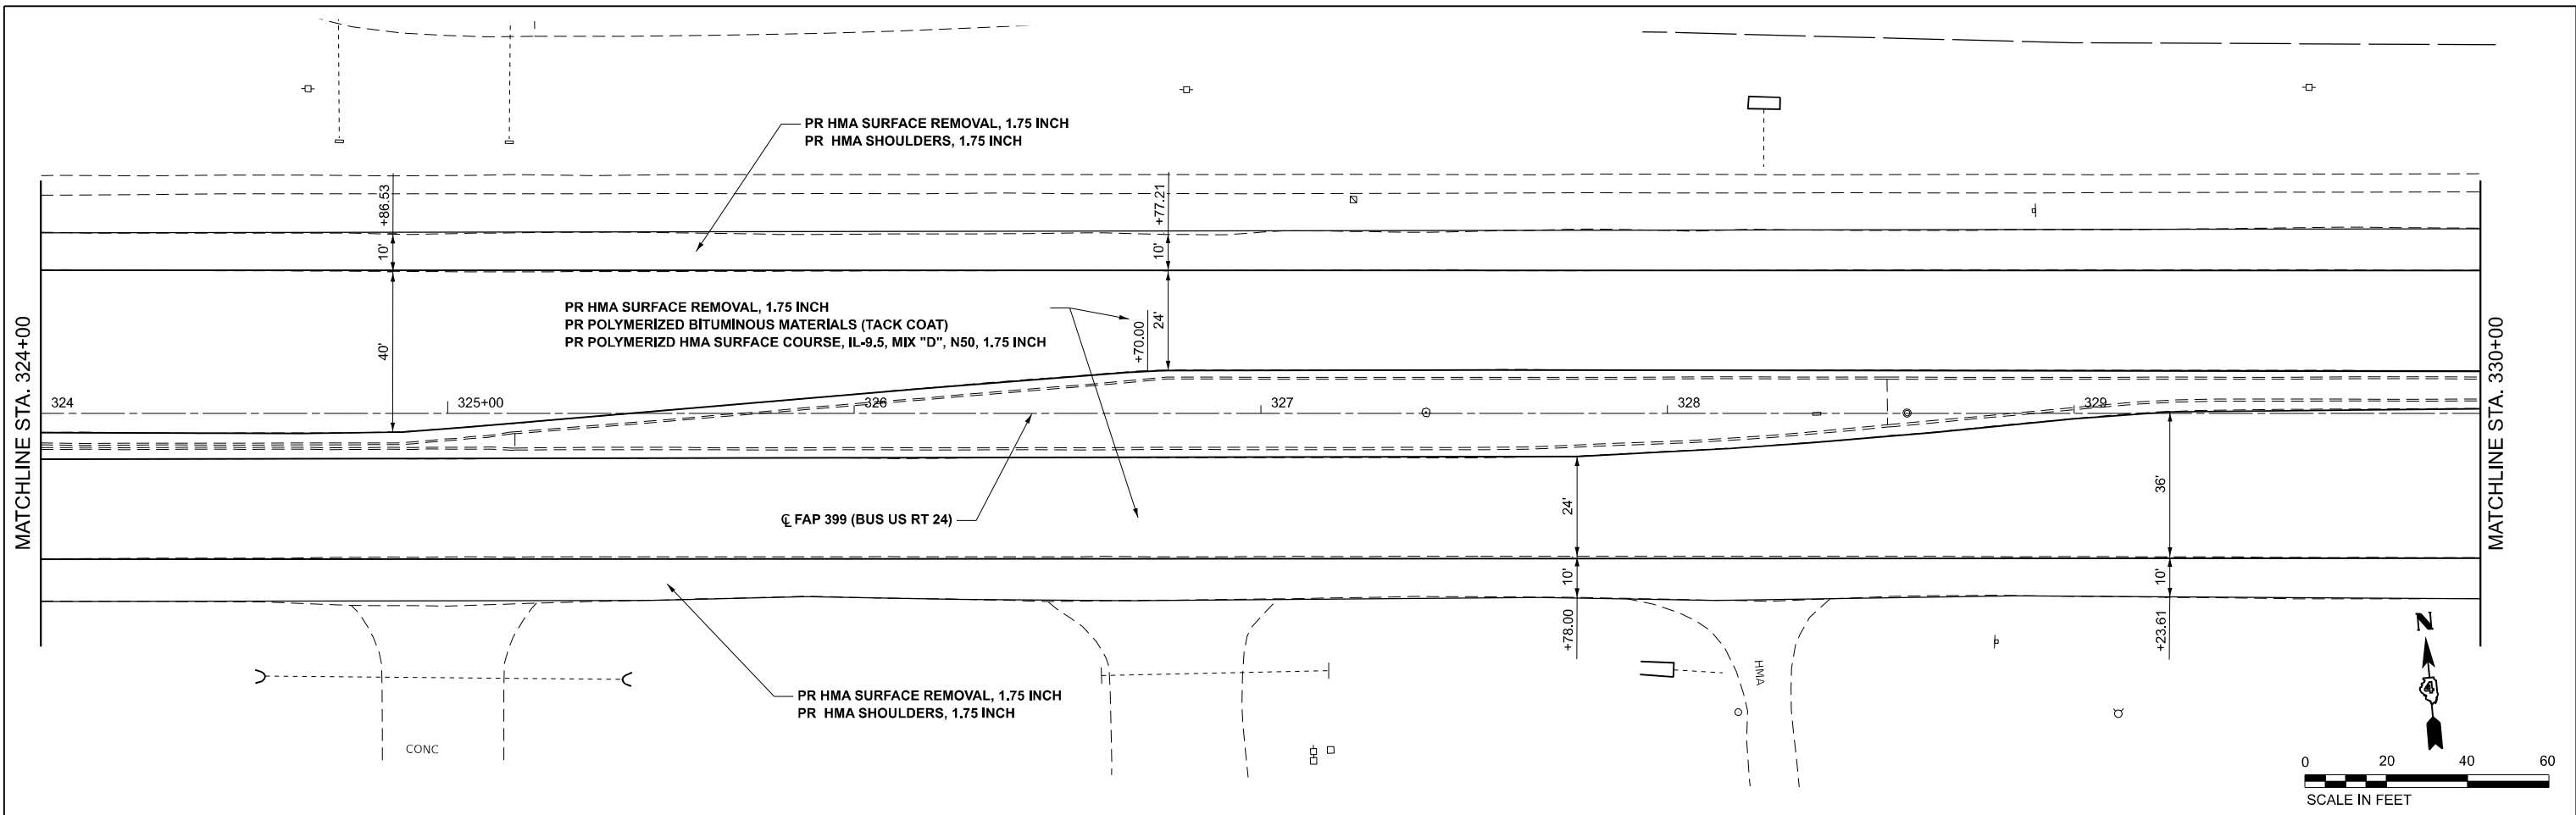 PR HMA SURFACE REMOVAL, 1.75 INCH
PR HMA SHOULDERS, 1.75 INCH
+86.53
+77.21
10'
10'
PR HMA SURFACE REMOVAL, 1.75 INCH
PR POLYMERIZED BITUMINOUS MATERIALS (TACK COAT)
PR POLYMERIZD HMA SURFACE COURSE, IL-9.5, MIX "D", N50, 1.75 INCH
40'
+70.00
24'
MATCHLINE STA. 324+00
MATCHLINE STA. 330+00
324
325+00
326
327
328
329
℄ FAP 399 (BUS US RT 24)
24'
36'
10'
10'
+78.00
+23.61
PR HMA SURFACE REMOVAL, 1.75 INCH
PR HMA SHOULDERS, 1.75 INCH
CONC
HMA
N
4
0 20 40 60
SCALE IN FEET